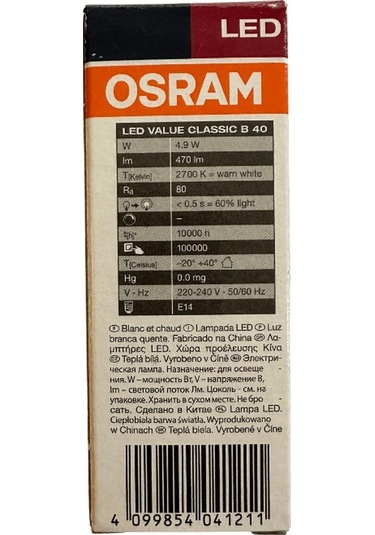 LED
OSRAM
LED VALUE CLASSIC B 40
W 4.9 W
lm 470 lm
T[Kelvin] 2700 K = warm white
Ra 80
< 0.5 s = 60% light
–
t[h]* 10000 h
100000
T[Celsius] –20° +40°
Hg 0.0 mg
V - Hz 220-240 V - 50/60 Hz
E14
Ⓕ Blanc et chaud Ⓘ Lampada LED Ⓟ Luz
branca quente. Fabricado na China Ⓖⓡ Λα-
μπτήρες LED. Χώρα προέλευσης Κίνα
Teplá bílá. Vyrobeno v Číně Электри-
ческая лампа. Назначение: для освеще-
ния. W – мощность Вт, V – напряжение В,
lm – световой поток Лм. Цоколь - см. на
упаковке. Хранить в сухом месте. Не бро-
сать. Сделано в Китае Lampa LED.
Ciepłobiała barwa światła. Wyprodukowano
w Chinach Teplá biela. Vyrobené v Číne
4 099854 041211